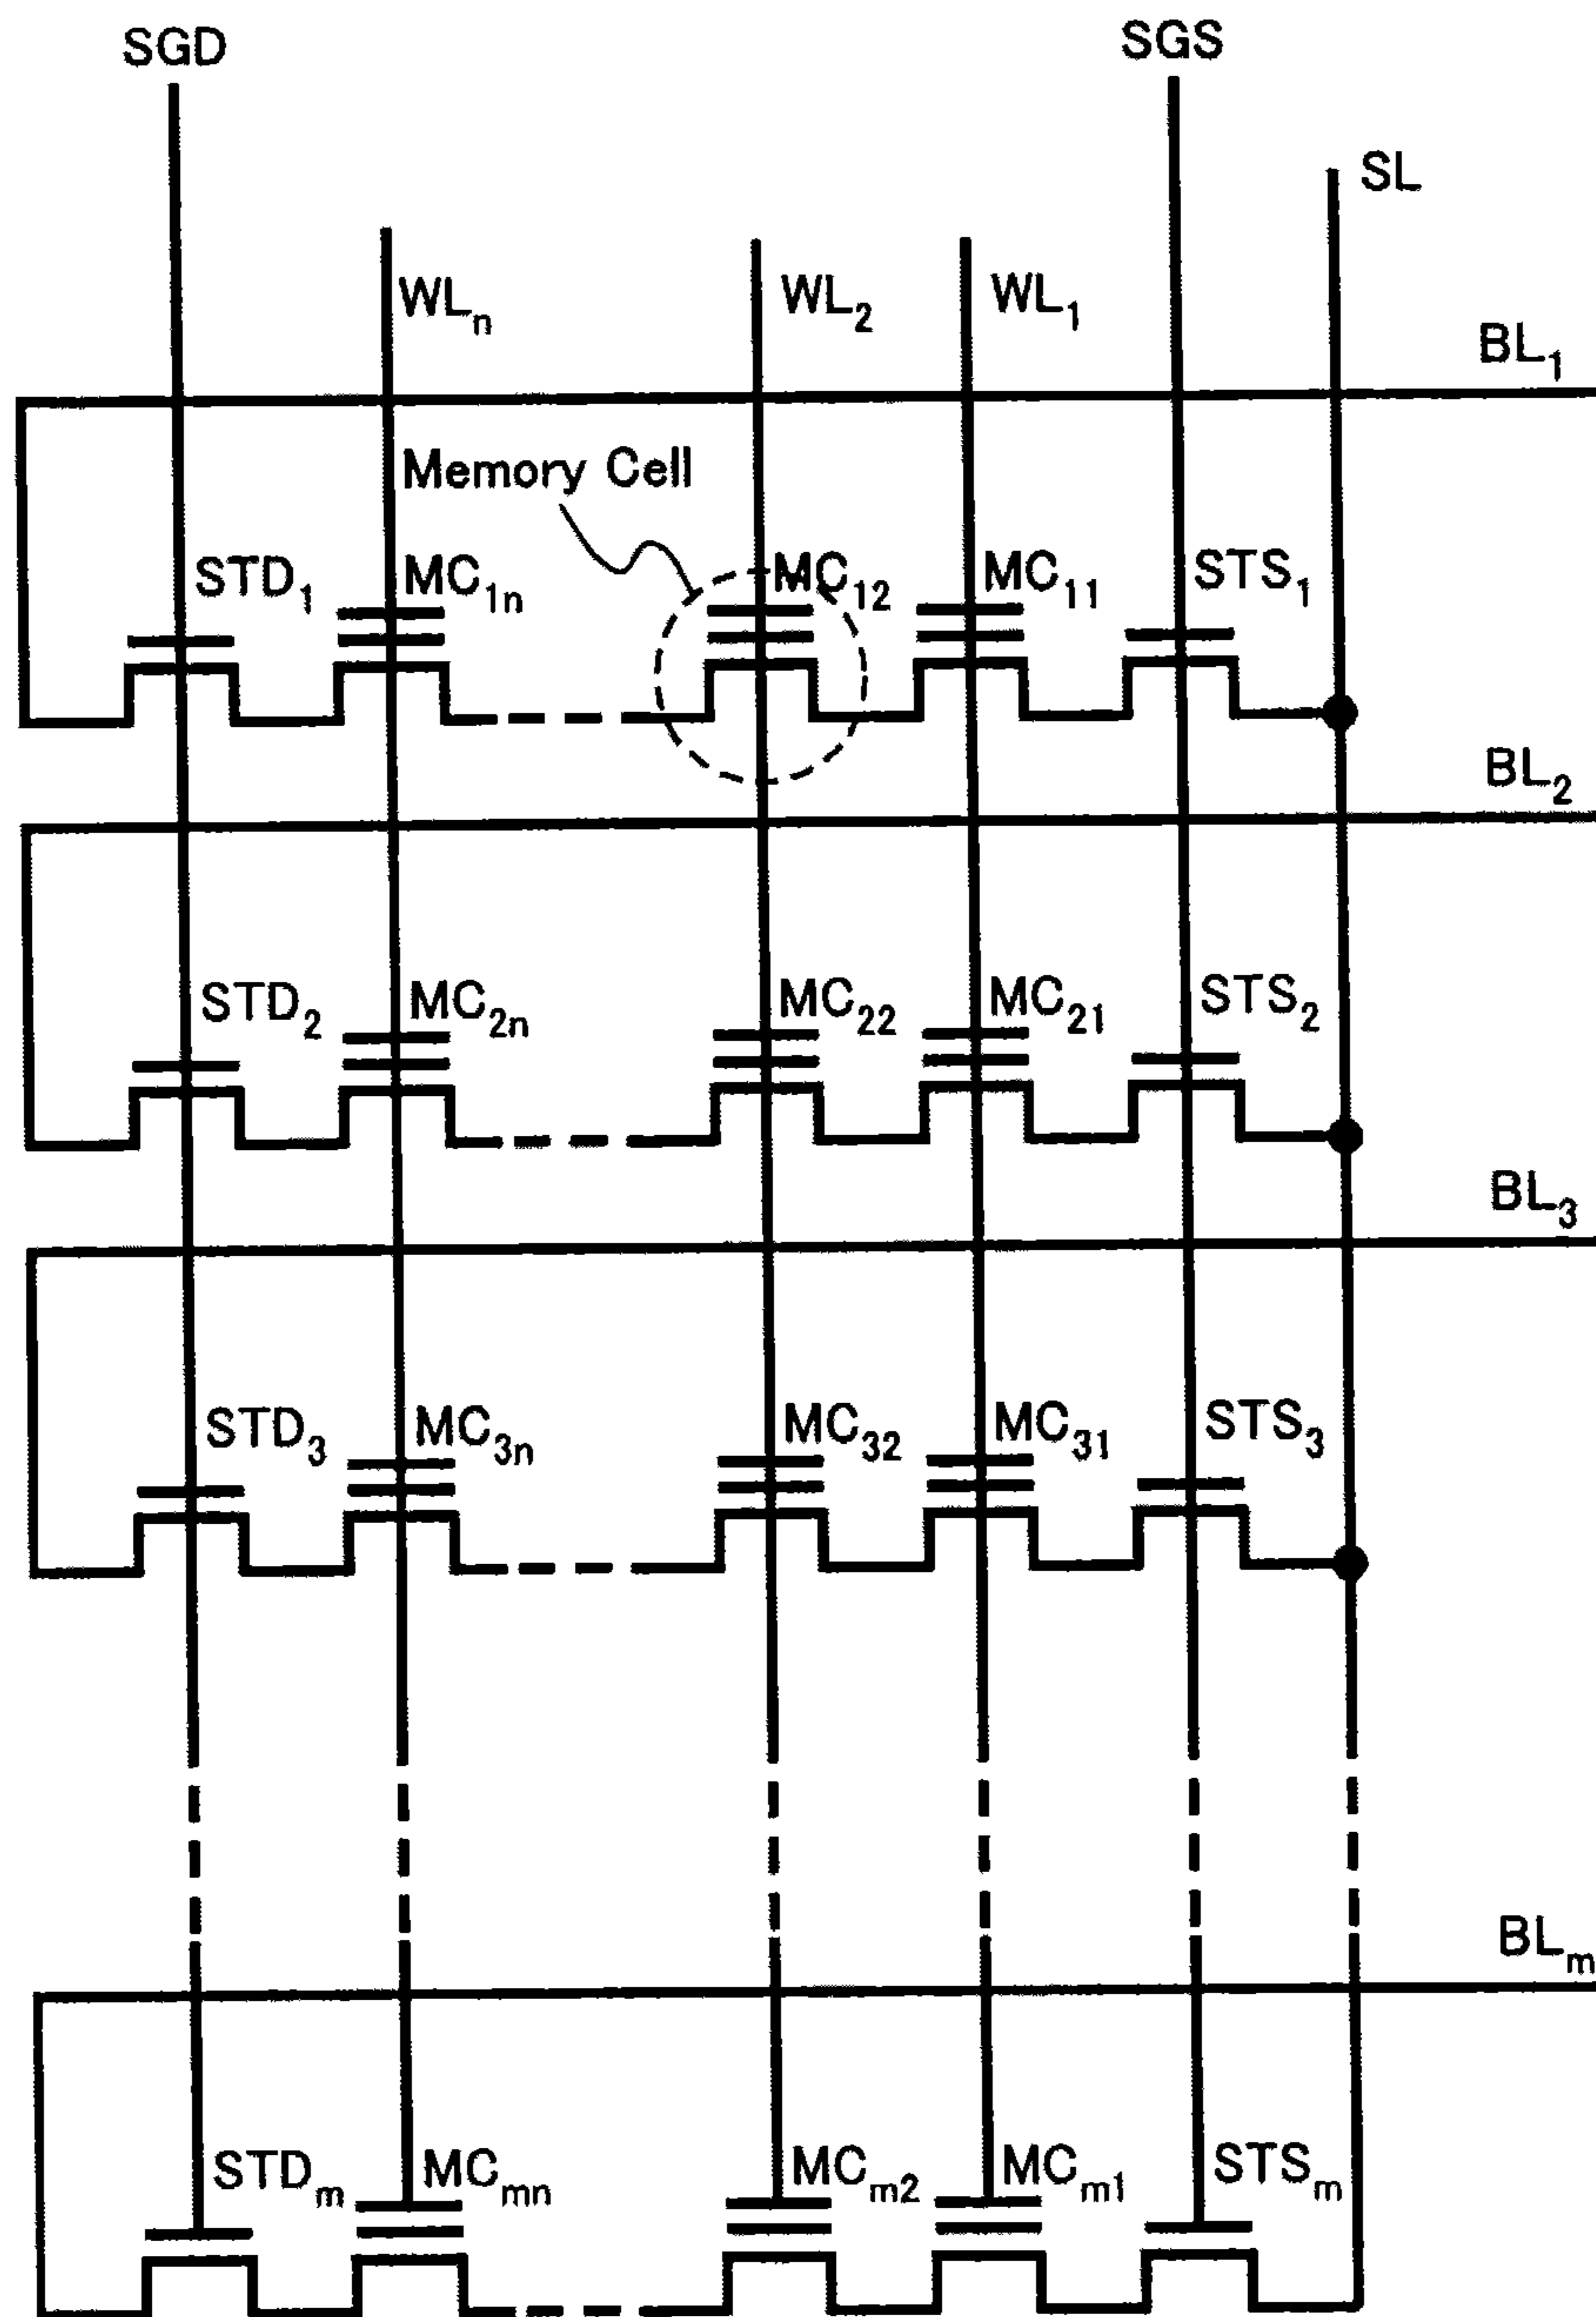 SGD SGS
SL
WLn WL2 WL1
BL1
Memory Cell
STD1 MC1n MC12 MC11 STS1
BL2
STD2 MC2n MC22 MC21 STS2
BL3
STD3 MC3n MC32 MC31 STS3
BLm
STDm MCmn MCm2 MCm1 STSm